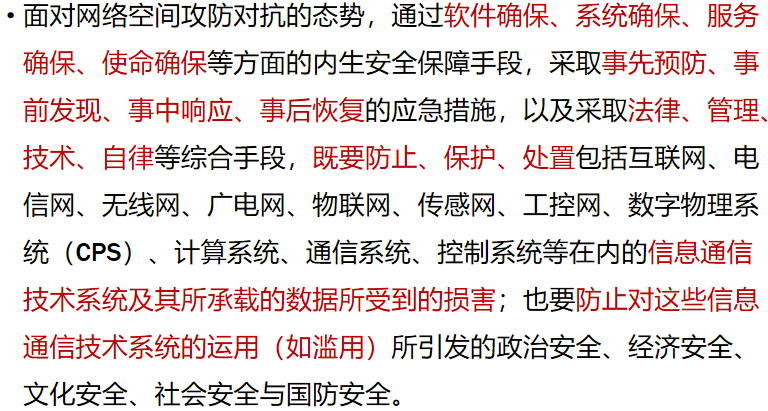 • 面对网络空间攻防对抗的态势，通过软件确保、系统确保、服务
确保、使命确保等方面的内生安全保障手段，采取事先预防、事
前发现、事中响应、事后恢复的应急措施，以及采取法律、管理、
技术、自律等综合手段，既要防止、保护、处置包括互联网、电
信网、无线网、广电网、物联网、传感网、工控网、数字物理系
统（CPS）、计算系统、通信系统、控制系统等在内的信息通信
技术系统及其所承载的数据所受到的损害；也要防止对这些信息
通信技术系统的运用（如滥用）所引发的政治安全、经济安全、
文化安全、社会安全与国防安全。